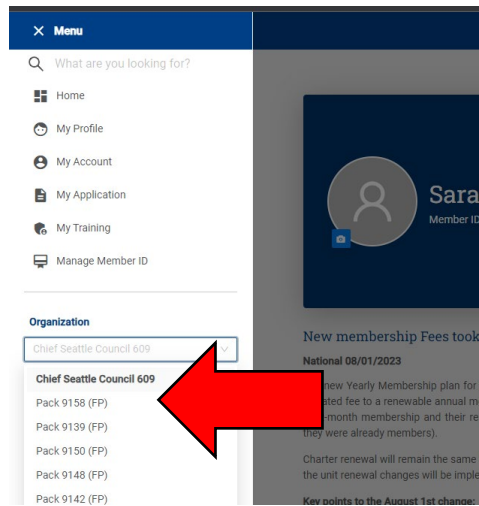 Menu
What are you looking for?
Home
My Profile
My Account
My Application
My Training
Manage Member ID
Organization
Chief Seattle Council 609
Chief Seattle Council 609
Pack 9158 (FP)
Pack 9139 (FP)
Pack 9150 (FP)
Pack 9148 (FP)
Pack 9142 (FP)
Sara
Member ID
New membership Fees took
National 08/01/2023
new Yearly Membership plan for
fee to a renewable annual
membership and their
they were already members).
Charter renewal will remain the same
the unit renewal changes will be
Key points to the August 1st change: